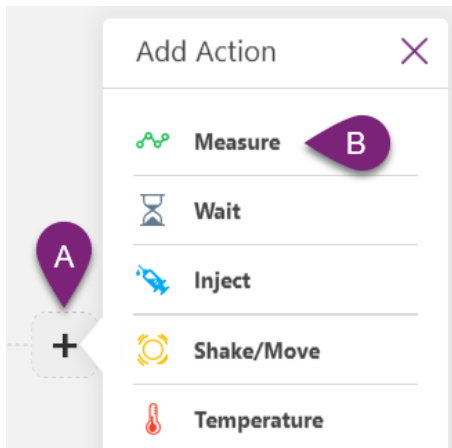 Add Action
Measure
B
Wait
A
Inject
+
Shake/Move
Temperature